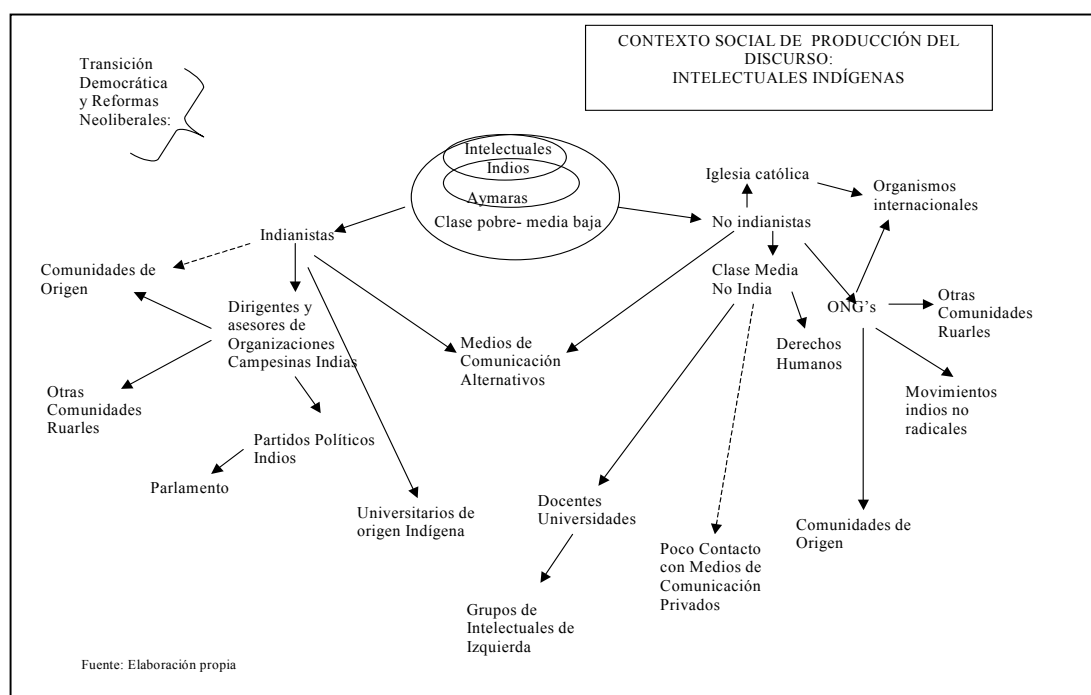 CONTEXTO SOCIAL DE PRODUCCIÓN DEL
DISCURSO:
INTELECTUALES INDÍGENAS
Transición
Democrática
y Reformas
Neoliberales:
Intelectuales
Indios
Aymaras
Clase pobre- media baja
Iglesia católica
Organismos
internacionales
Indianistas
No indianistas
Comunidades de
Origen
Dirigentes y
asesores de
Organizaciones
Campesinas Indias
Medios de
Comunicación
Alternativos
Clase Media
No India
Derechos
Humanos
ONG’s
Otras
Comunidades
Ruarles
Otras
Comunidades
Ruarles
Movimientos
indios no
radicales
Partidos Políticos
Indios
Parlamento
Universitarios de
origen Indígena
Docentes
Universidades
Comunidades de
Origen
Poco Contacto
con Medios de
Comunicación
Privados
Grupos de
Intelectuales de
Izquierda
Fuente: Elaboración propia